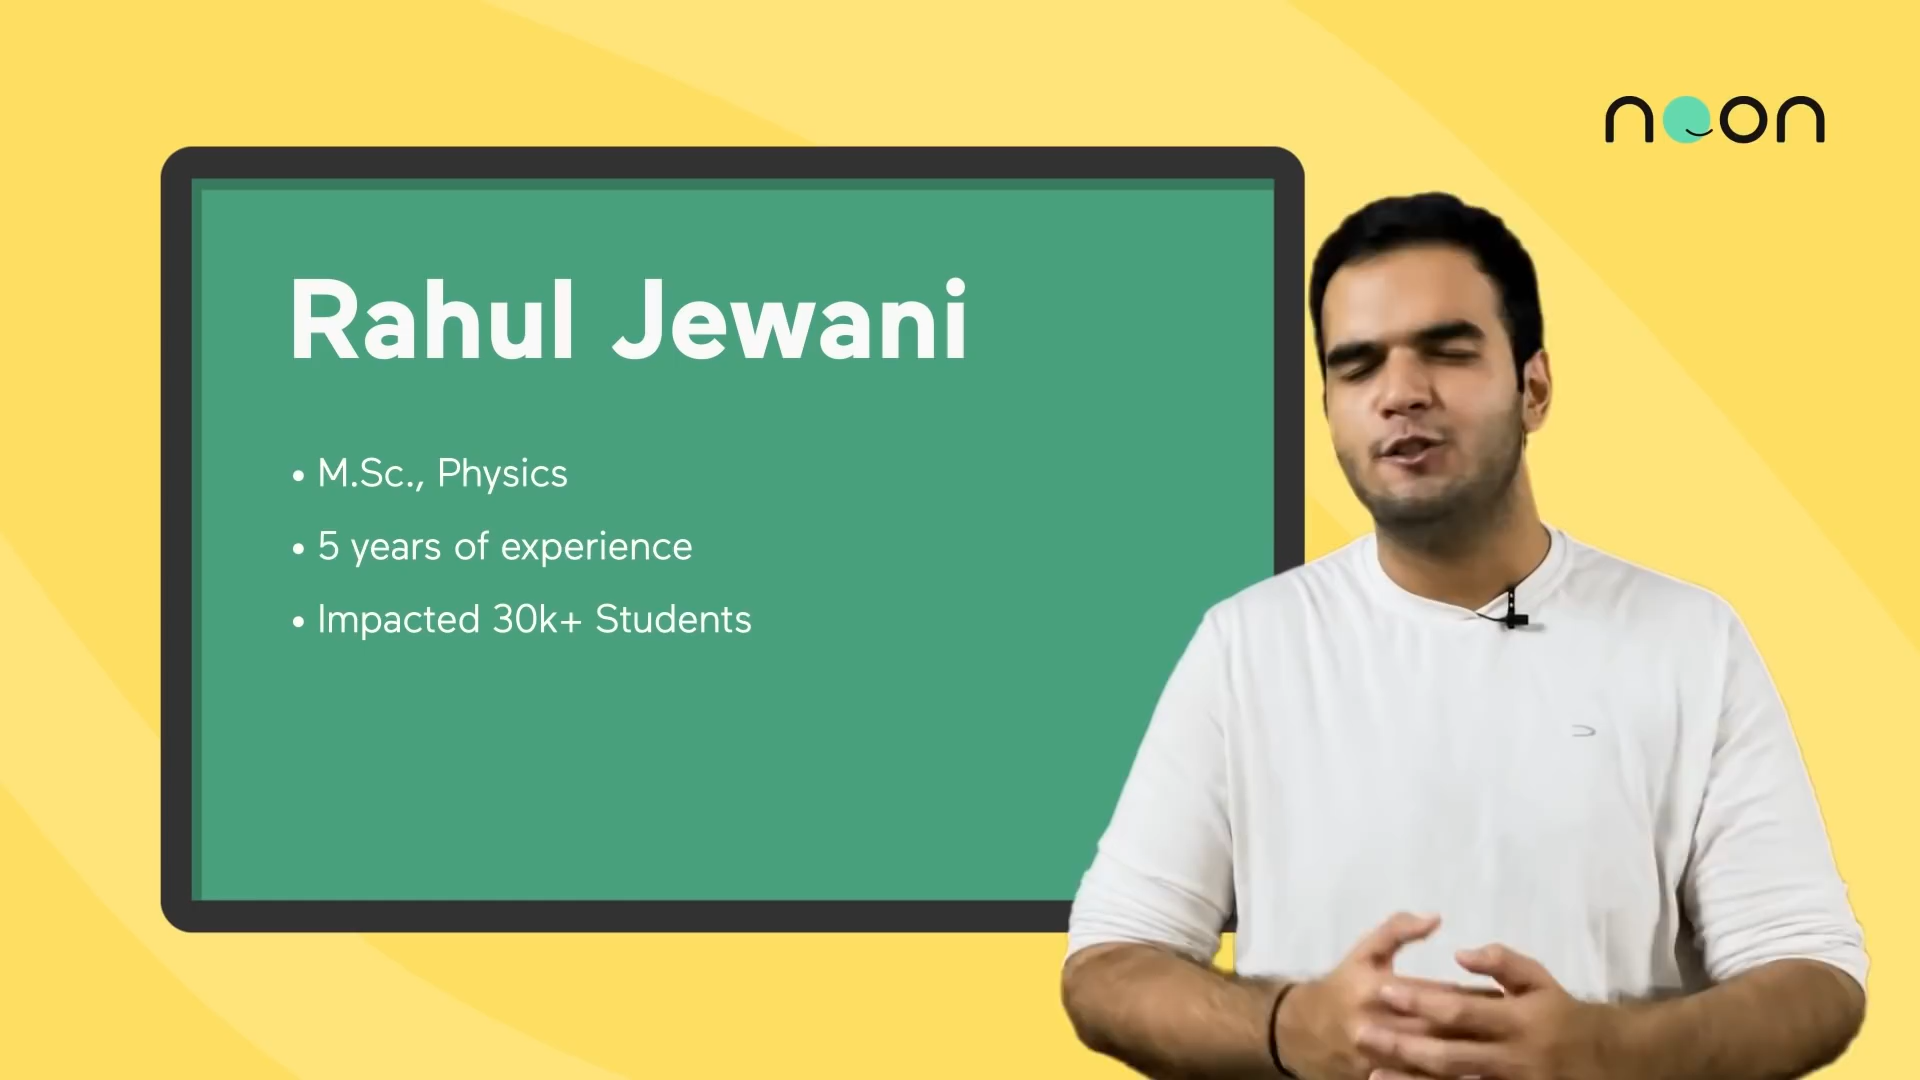 noon
Rahul Jewani
• M.Sc., Physics
• 5 years of experience
• Impacted 30k+ Students